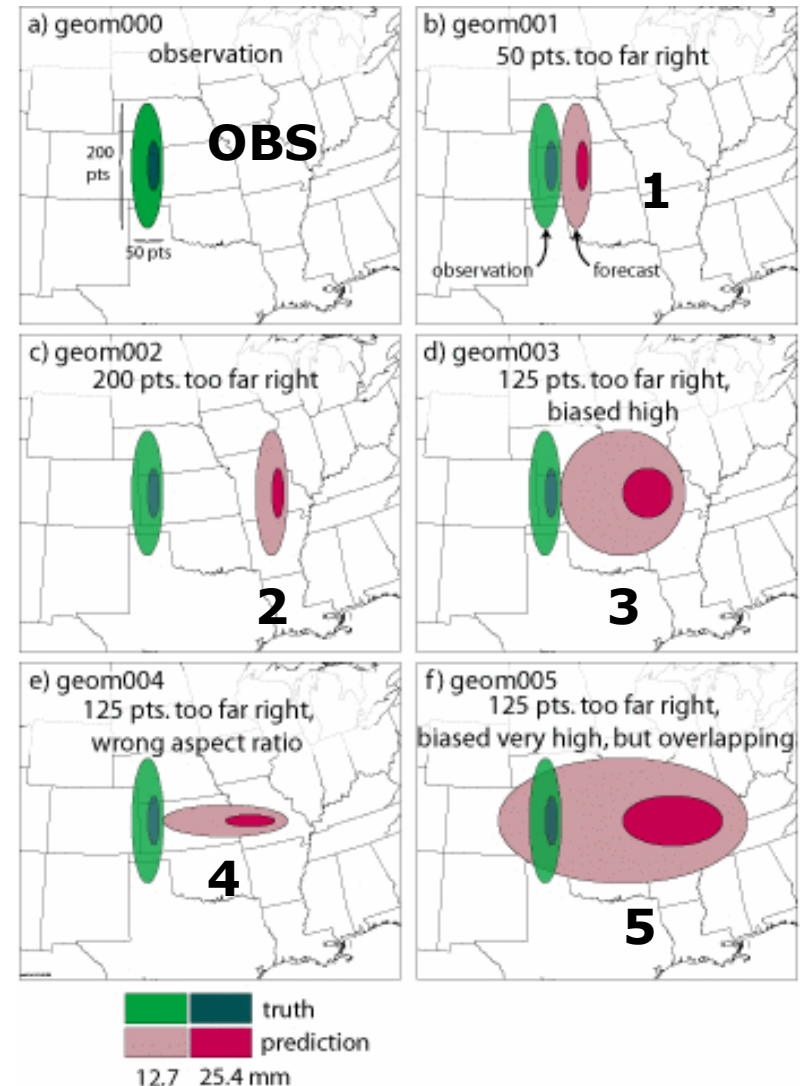 a) geom000
observation
OBS
200
pts
50 pts
b) geom001
50 pts. too far right
1
observation
forecast
c) geom002
200 pts. too far right
2
d) geom003
125 pts. too far right,
biased high
3
e) geom004
125 pts. too far right,
wrong aspect ratio
4
f) geom005
125 pts. too far right,
biased very high, but overlapping
5
truth
prediction
12.7 25.4 mm